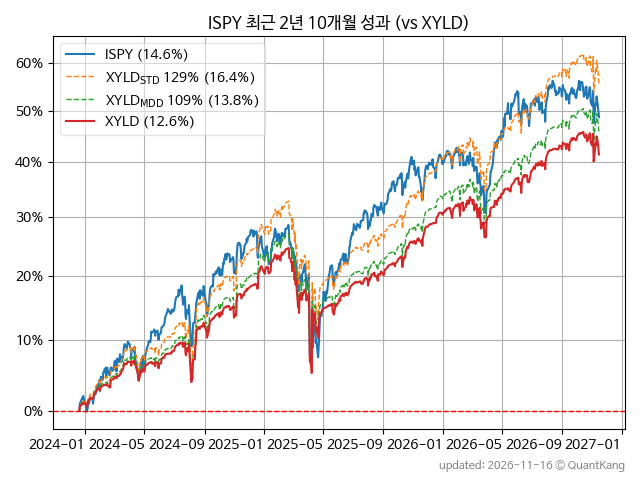 ISPY 최근 2년 10개월 성과 (vs XYLD)
ISPY (14.6%)
XYLD_STD 129% (16.4%)
XYLD_MDD 109% (13.8%)
XYLD (12.6%)
60%
50%
40%
30%
20%
10%
0%
2024-01 2024-05 2024-09 2025-01 2025-05 2025-09 2026-01 2026-05 2026-09 2027-01
updated: 2026-11-16 © QuantKang